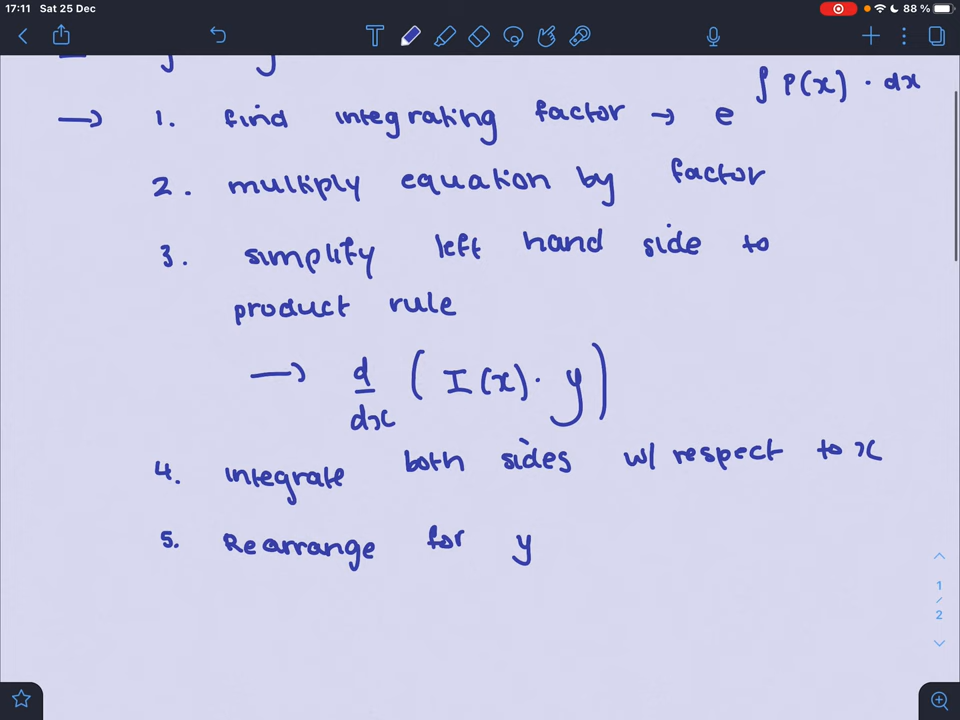 17:11 Sat 25 Dec 88 %
→ 1. find integrating factor → e^∫ P(x) · dx
2. multiply equation by factor
3. simplify left hand side to
product rule
→ d/dx (I(x) · y)
4. integrate both sides w/ respect to x
5. Rearrange for y
1
/
2